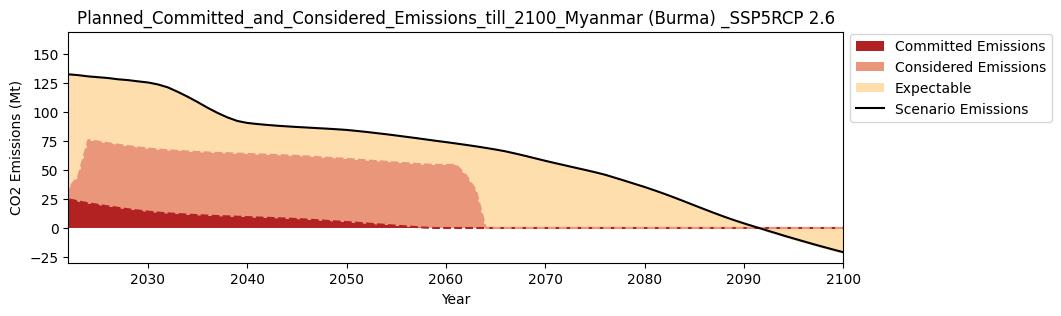 Planned_Committed_and_Considered_Emissions_till_2100_Myanmar (Burma) _SSP5RCP 2.6
CO2 Emissions (Mt)
150
125
100
75
50
25
0
−25
2030
2040
2050
2060
2070
2080
2090
2100
Year
Committed Emissions
Considered Emissions
Expectable
Scenario Emissions